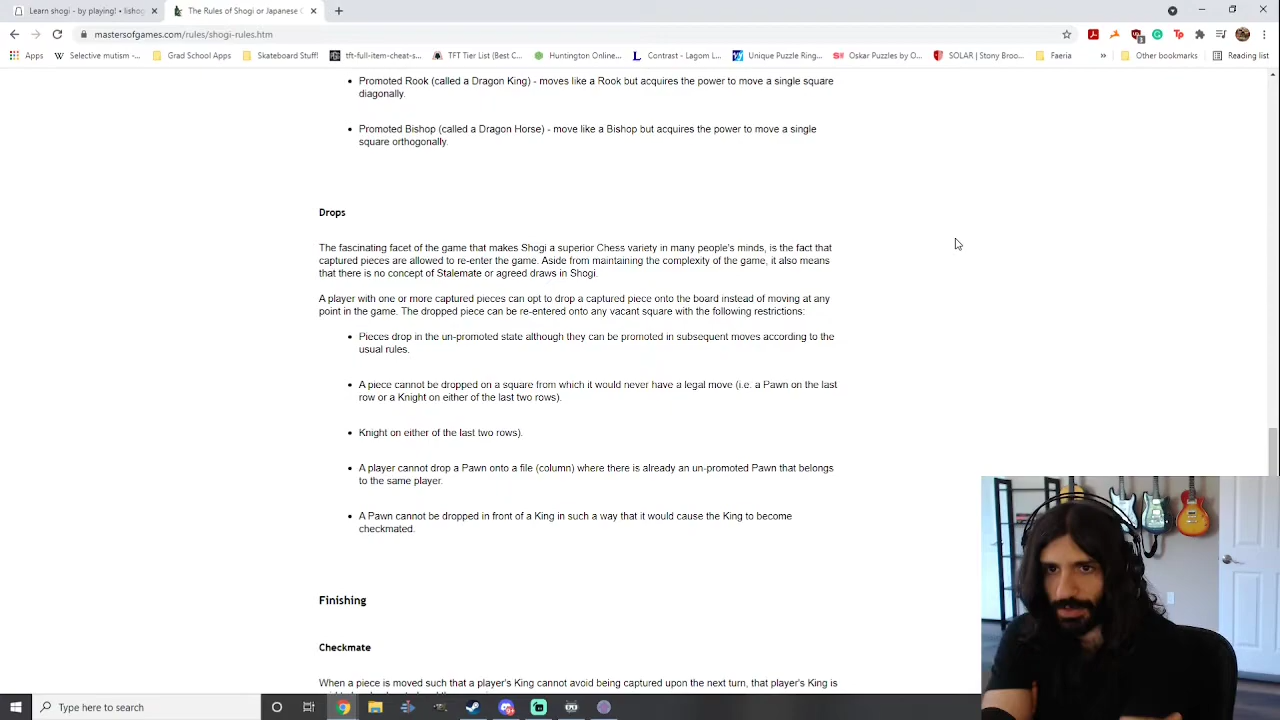 Learn shogi - by playing! • lishog
The Rules of Shogi or Japanese C
mastersofgames.com/rules/shogi-rules.htm
Apps
Selective mutism -...
Grad School Apps
Skateboard Stuff!
tft-full-item-cheat-s...
TFT Tier List (Best C...
Huntington Online...
Contrast - Lagom L...
Unique Puzzle Ring...
Oskar Puzzles by O...
SOLAR | Stony Broo...
Faeria
»
Other bookmarks
Reading list
• Promoted Rook (called a Dragon King) - moves like a Rook but acquires the power to move a single square
diagonally.
• Promoted Bishop (called a Dragon Horse) - move like a Bishop but acquires the power to move a single
square orthogonally.
Drops
The fascinating facet of the game that makes Shogi a superior Chess variety in many people's minds, is the fact that
captured pieces are allowed to re-enter the game. Aside from maintaining the complexity of the game, it also means
that there is no concept of Stalemate or agreed draws in Shogi.
A player with one or more captured pieces can opt to drop a captured piece onto the board instead of moving at any
point in the game. The dropped piece can be re-entered onto any vacant square with the following restrictions:
• Pieces drop in the un-promoted state although they can be promoted in subsequent moves according to the
usual rules.
• A piece cannot be dropped on a square from which it would never have a legal move (i.e. a Pawn on the last
row or a Knight on either of the last two rows).
• Knight on either of the last two rows).
• A player cannot drop a Pawn onto a file (column) where there is already an un-promoted Pawn that belongs
to the same player.
• A Pawn cannot be dropped in front of a King in such a way that it would cause the King to become
checkmated.
Finishing
Checkmate
When a piece is moved such that a player's King cannot avoid being captured upon the next turn, that player's King is
Type here to search